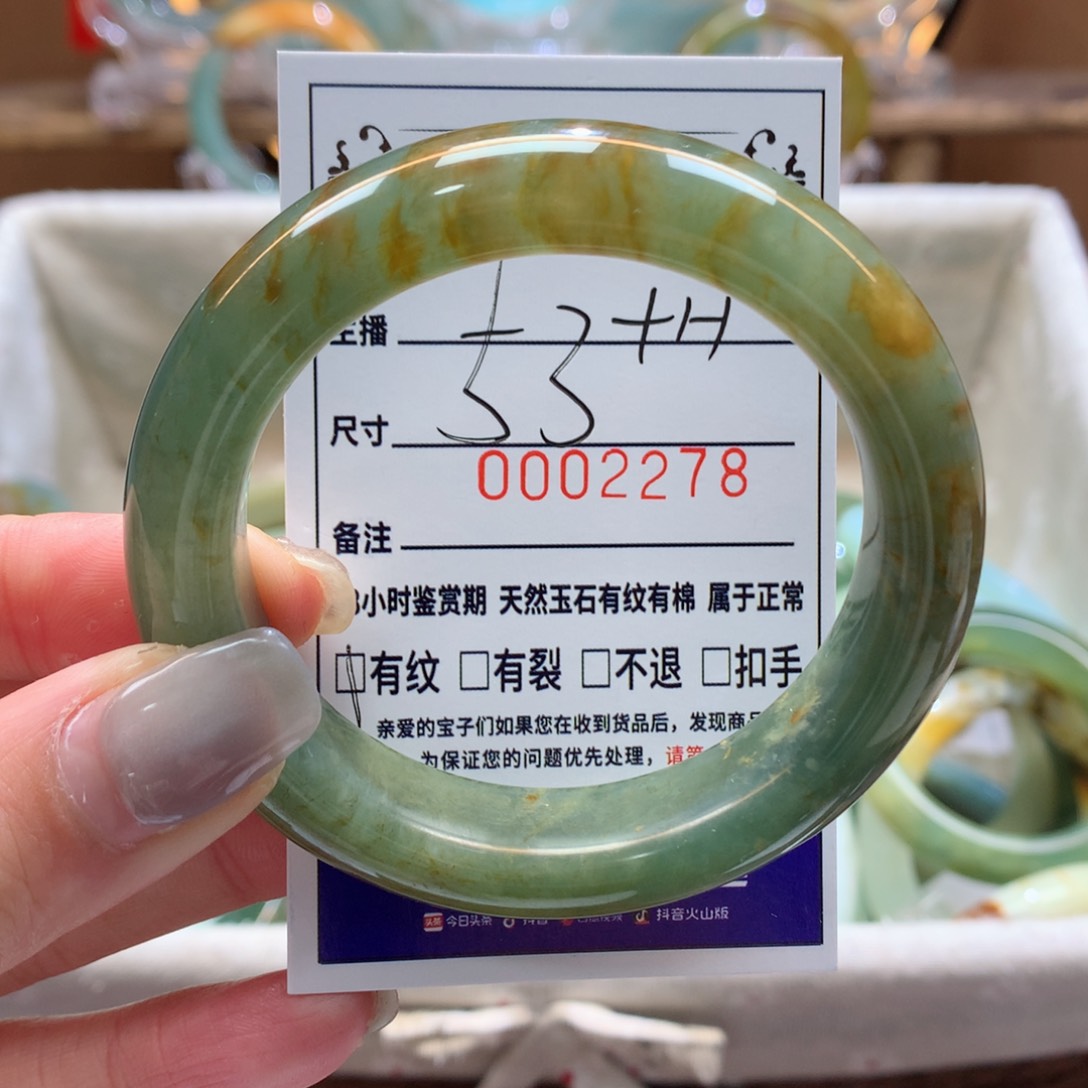 主播
53+H
尺寸
0002278
备注
小时鉴赏期 天然玉石有纹有棉 属于正常
□有纹 □有裂 □不退 □扣手
亲爱的宝子们如果您在收到货品后，发现商
为保证您的问题优先处理，请
头条 今日头条 抖音 抖音火山版